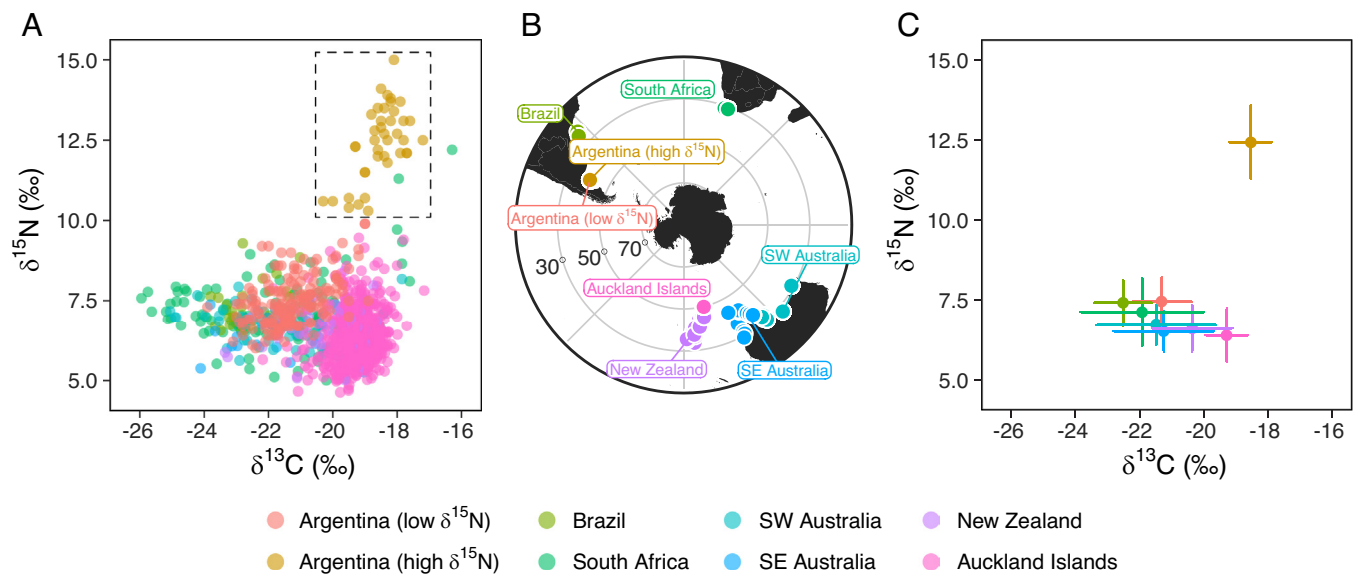 A
B
C
15.0
12.5
10.0
7.5
5.0
δ¹⁵N (‰)
-26 -24 -22 -20 -18 -16
δ¹³C (‰)
South Africa
Brazil
Argentina (high δ¹⁵N)
Argentina (low δ¹⁵N)
30 50 70
SW Australia
Auckland Islands
New Zealand
SE Australia
15.0
12.5
10.0
7.5
5.0
δ¹⁵N (‰)
-26 -24 -22 -20 -18 -16
δ¹³C (‰)
Argentina (low δ¹⁵N) Brazil SW Australia New Zealand
Argentina (high δ¹⁵N) South Africa SE Australia Auckland Islands